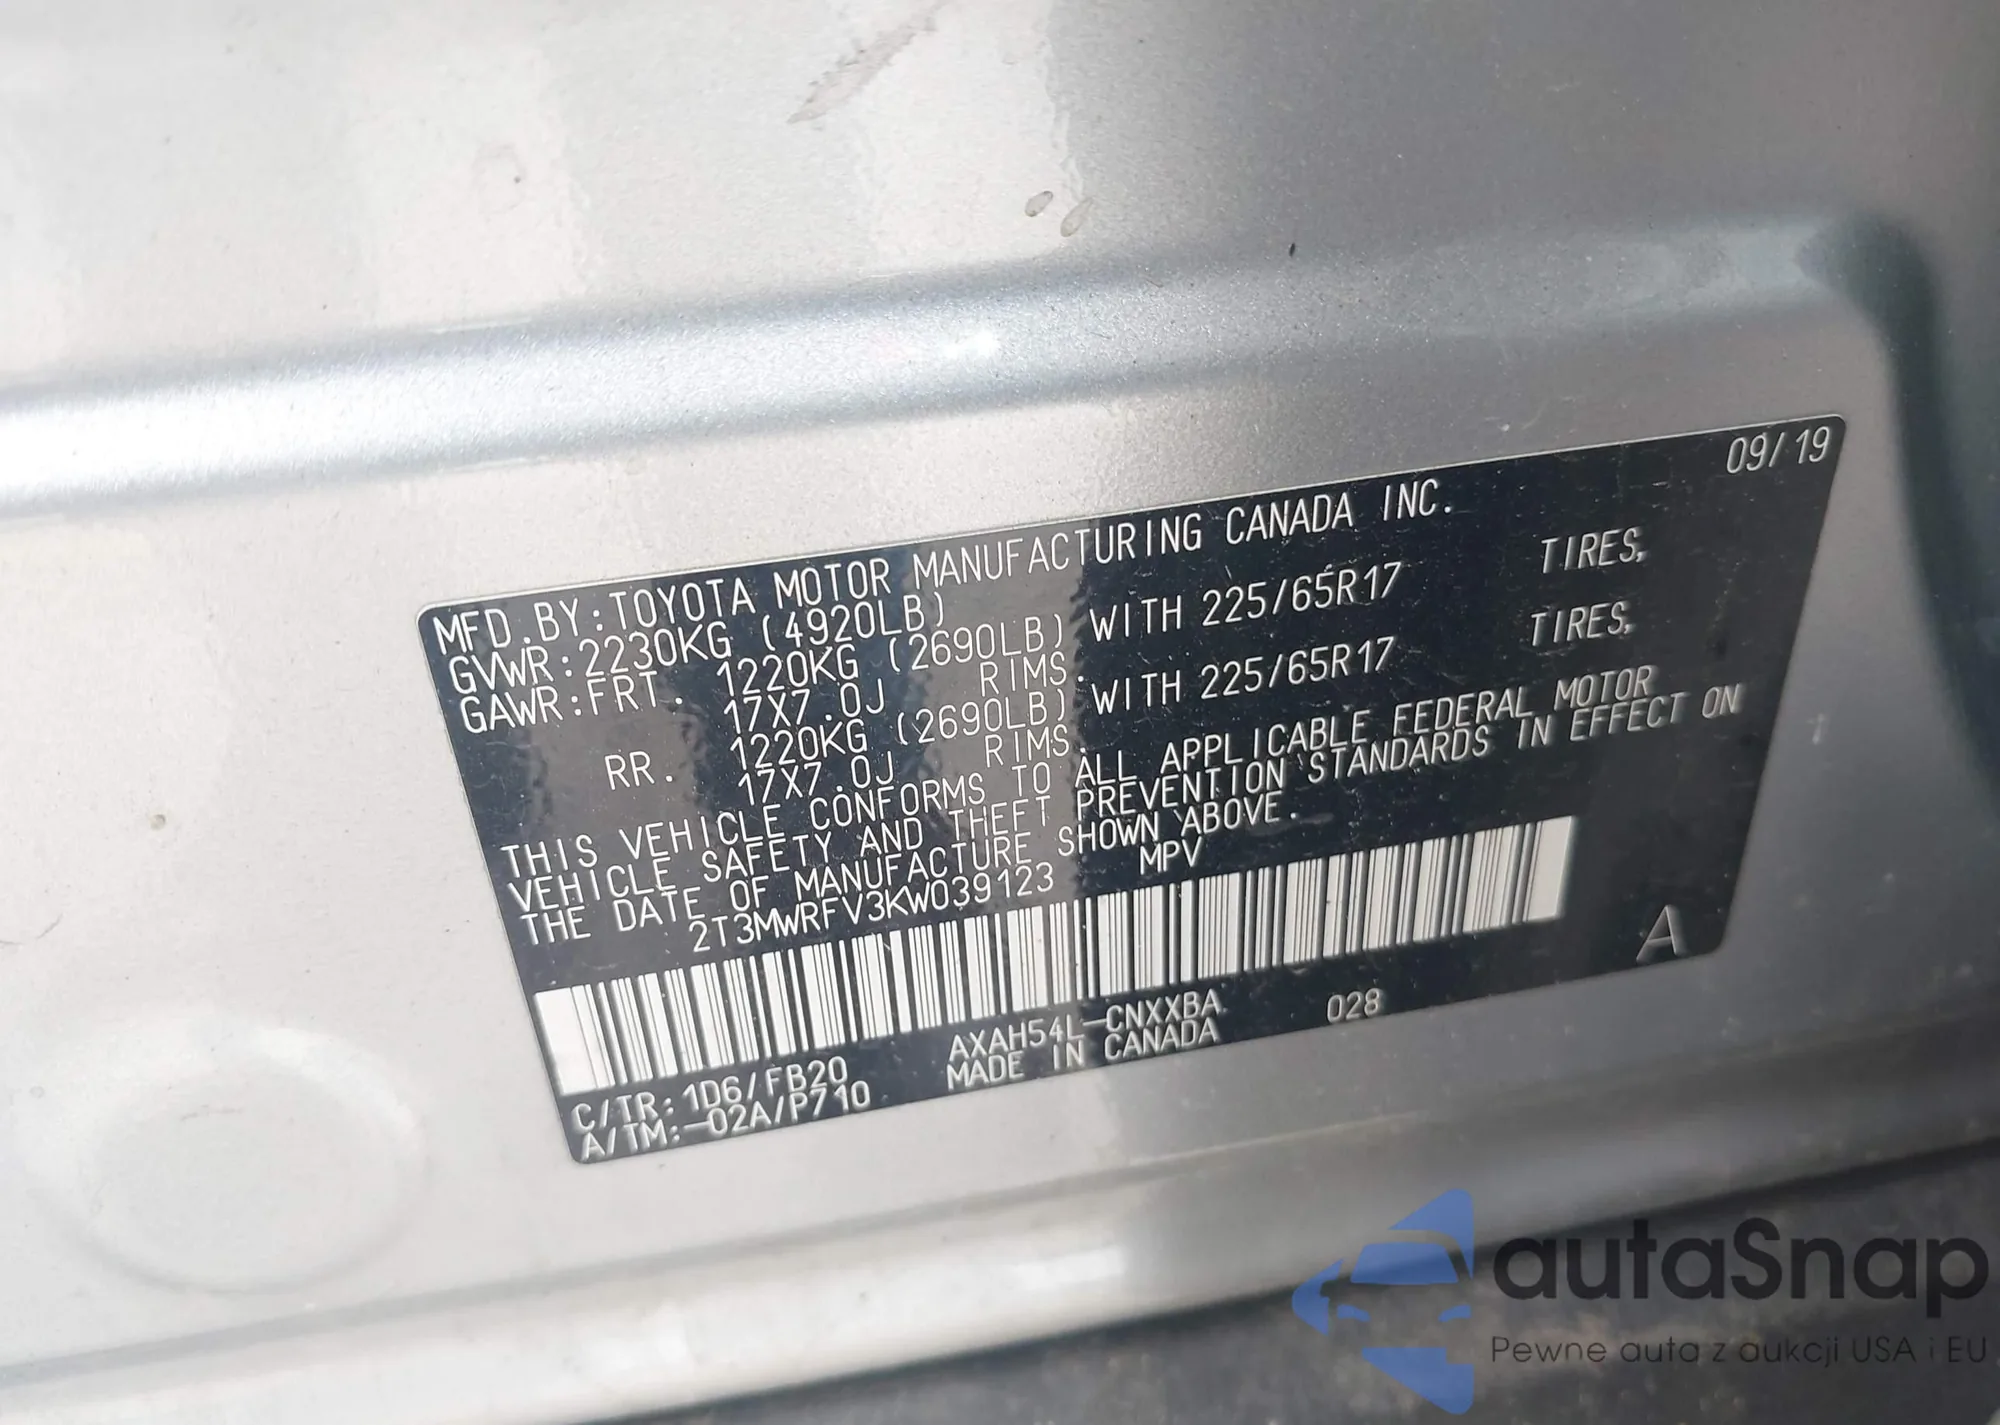 09/19
MFD.BY:TOYOTA MOTOR MANUFACTURING CANADA INC.
GVWR:2230KG (4920LB)
GAWR:FRT. 1220KG (2690LB) WITH 225/65R17 TIRES,
17X7.0J RIMS.
RR. 1220KG (2690LB) WITH 225/65R17 TIRES,
17X7.0J RIMS.
THIS VEHICLE CONFORMS TO ALL APPLICABLE FEDERAL MOTOR
VEHICLE SAFETY AND THEFT PREVENTION STANDARDS IN EFFECT ON
THE DATE OF MANUFACTURE SHOWN ABOVE.
2T3MWRFV3KW039123 MPV
A
AXAH54L-CNXXBA 028
C/TR:1D6/FB20 MADE IN CANADA
A/TM:-02A/P710
autaSnap
Pewne auta z aukcji USA i EU